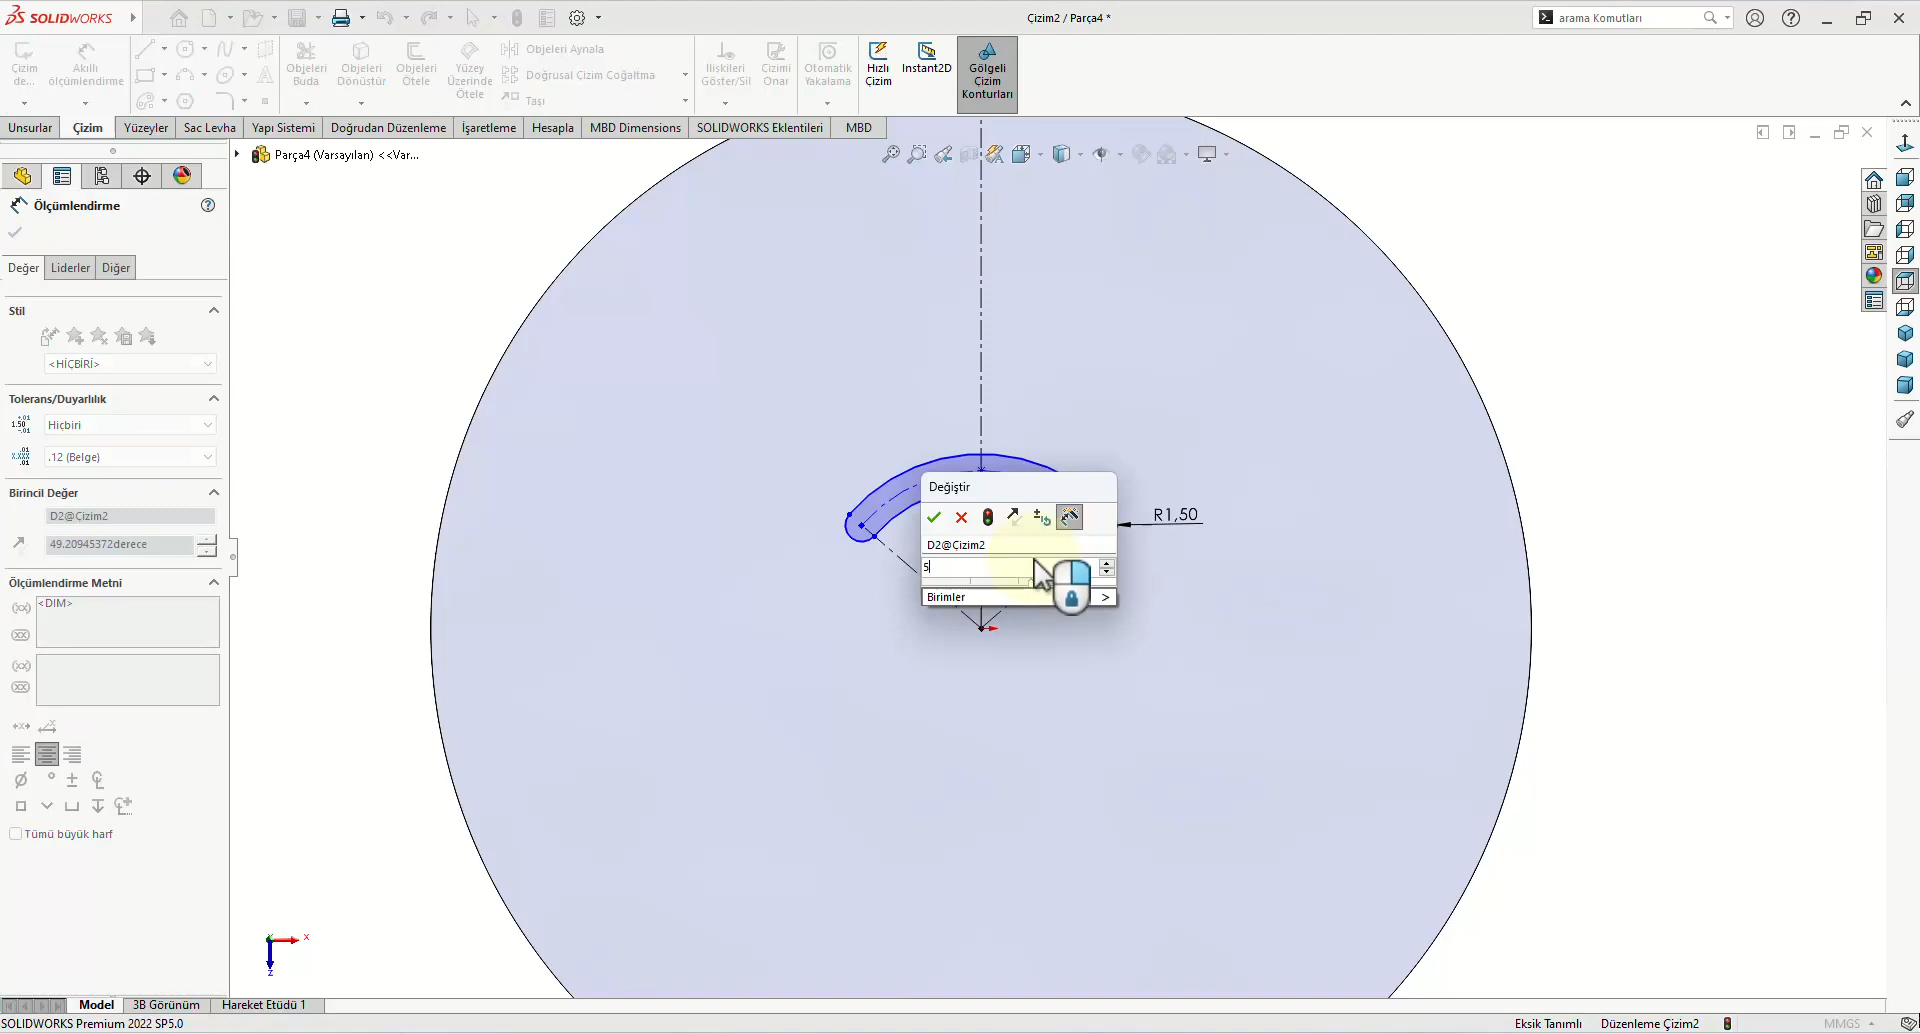 SOLIDWORKS
Çizim2 / Parça4 *
arama Komutları
Çizim
de...
Akıllı
ölçümlendirme
Objeleri
Buda
Objeleri
Dönüştür
Objeleri
Ötele
Yüzey
Üzerinde
Ötele
Objeleri Aynala
Doğrusal Çizim Coğaltma
Taşı
İlişkileri
Göster/Sil
Çizimi
Onar
Otomatik
Yakalama
Hızlı
Çizim
Instant2D
Gölgeli
Çizim
Konturları
Unsurlar
Çizim
Yüzeyler
Sac Levha
Yapı Sistemi
Doğrudan Düzenleme
İşaretleme
Hesapla
MBD Dimensions
SOLIDWORKS Eklentileri
MBD
Parça4 (Varsayılan) <<Var...
Ölçümlendirme
Değer
Liderler
Diğer
Stil
<HİÇBİRİ>
Tolerans/Duyarlılık
Hiçbiri
.12 (Belge)
Birincil Değer
D2@Çizim2
49.20945372derece
Ölçümlendirme Metni
<DIM>
Tümü büyük harf
Değiştir
D2@Çizim2
5
Birimler
>
R1,50
X
Z
Model
3B Görünüm
Hareket Etüdü 1
SOLIDWORKS Premium 2022 SP5.0
Eksik Tanımlı
Düzenleme Çizim2
MMGS